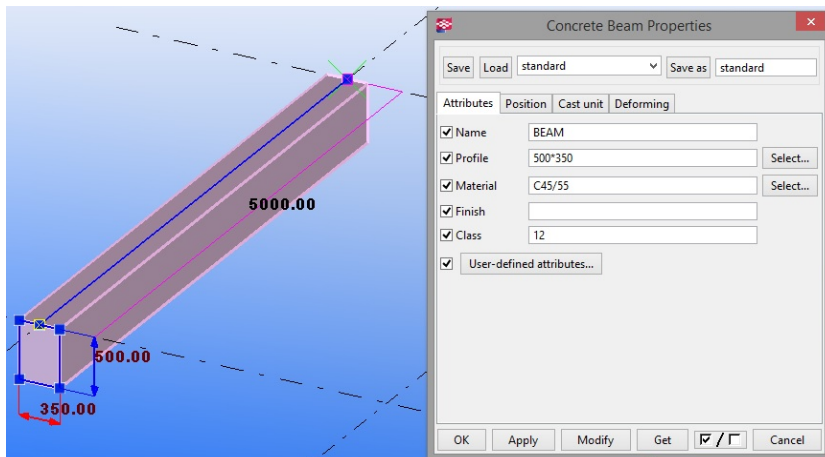 Concrete Beam Properties
Save Load standard Save as standard
Attributes Position Cast unit Deforming
Name BEAM
Profile 500*350 Select...
Material C45/55 Select...
Finish
Class 12
User-defined attributes...
OK Apply Modify Get / Cancel
5000.00
500.00
350.00